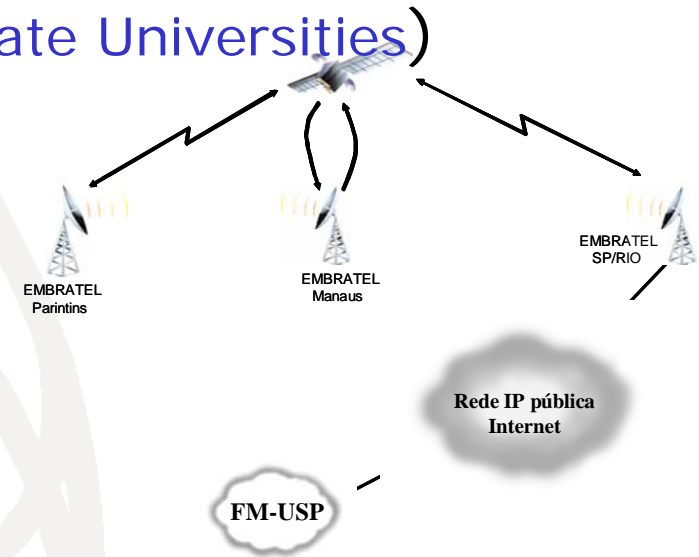 ate Universities)
EMBRATEL
Parintins
EMBRATEL
Manaus
EMBRATEL
SP/RIO
Rede IP pública
Internet
FM-USP